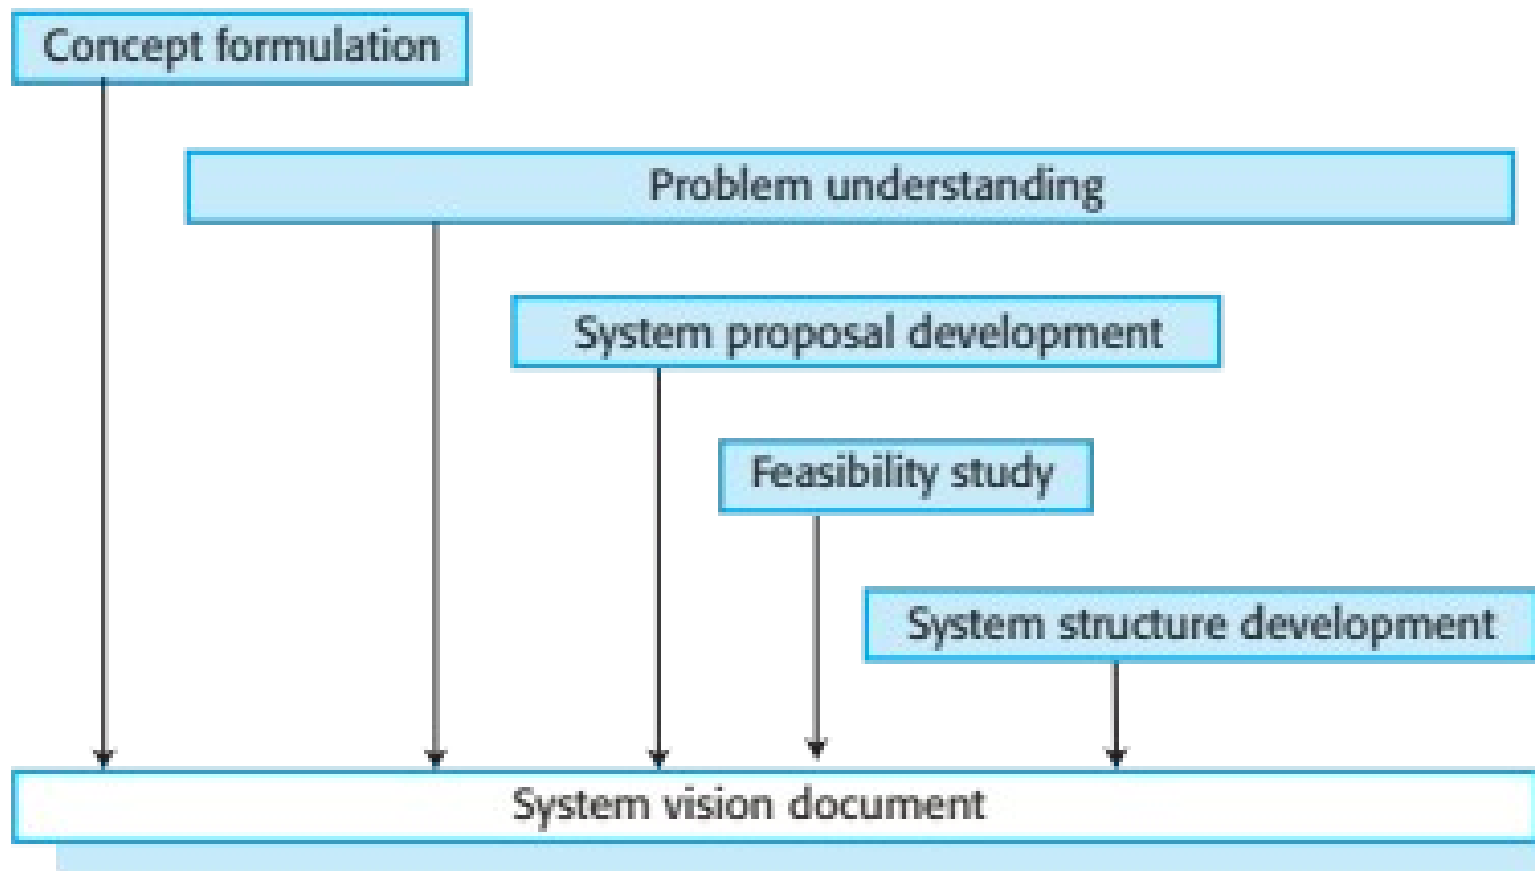 Concept formulation
Problem understanding
System proposal development
Feasibility study
System structure development
System vision document